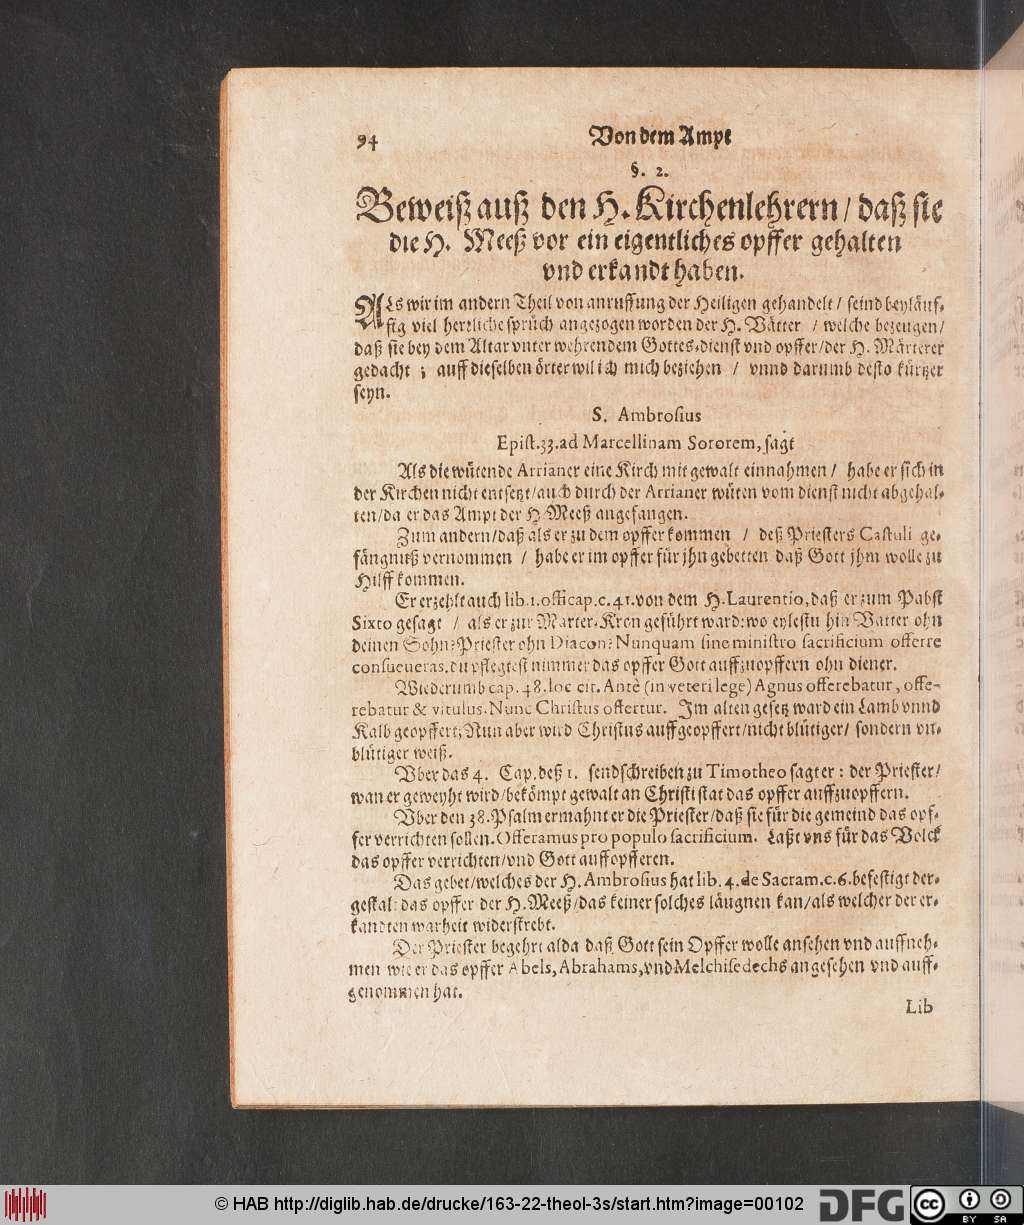 94
Von dem Ampt
§. 2.
Beweiß auß den H. Kirchenlehrern / daß sie
die H. Meeß vor ein eigentliches opffer gehalten
vnd erkandt haben.
ALs wir im andern Theil von anruffung der Heiligen gehandelt / seind beyläuf-
fig viel herzliche sprüch angezogen worden der H. Vätter / welche bezeugen /
daß sie bey dem Altar vnter wehrendem Gottes-dienst vnd opffer / der H. Märterer
gedacht ; auff dieselben örter wil ich mich beziehen / vnnd darumb desto kürtzer
seyn.
S. Ambrosius
Epist. 33. ad Marcellinam Sororem, sagt
Als die wütende Arrianer eine Kirch mit gewalt einnahmen / habe er sich in
der Kirchen nicht entsetzt / auch durch der Arrianer wüten vom dienst nicht abgehal-
ten / da er das Ampt der H. Meeß angefangen.
Zum andern / daß als er zu dem opffer kommen / deß Priesters Castuli ge-
fängnuß vernommen / habe er im opffer für jhn gebetten daß Gott jhm wolle zu
Hilff kommen.
Er erzehlt auch lib. 1. offi cap. c. 41. von dem H. Laurentio, daß er zum Pabst
Sixto gesagt / als er zur Marter-Kron geführt ward: wo eylestu hin Vatter ohn
deinen Sohn? Priester ohn Diacon? Nunquam sine ministro sacrificium offerre
consueueras. du pflegtest nimmer das opffer Gott auffzuopffern ohn diener.
Wiederumb cap. 48. loc cit. Antè (in veteri lege) Agnus offerebatur, offe-
rebatur & vitulus. Nunc Christus offertur. Im alten gesetz ward ein Lamb vnnd
Kalb geopffert; Nun aber wird Christus auffgeopffert / nicht blütiger / sondern vn-
blütiger weiß.
Vber das 4. Cap. deß 1. sendschreiben zu Timotheo sagt er : der Priester /
wan er geweyht wird / bekömpt gewalt an Christi stat das opffer auffzuopffern.
Vber den 38. Psalm ermahnt er die Priester / daß sie für die gemeind das opf-
fer verrichten sollen. Offeramus pro populo sacrificium. Laßt vns für das Volck
das opffer verrichten / vnd Gott auffopfferen.
Das gebet / welches der H. Ambrosius hat lib. 4. de Sacram. c. 6. befestigt der-
gestalt das opffer der H. Meeß / das keiner solches läugnen kan / als welcher der er-
kandten warheit widerstrebt.
Der Priester begehrt alda daß Gott sein Opffer wolle ansehen vnd auffneh-
men wie er das opffer Abels, Abrahams, vnd Melchisedechs angesehen vnd auff-
genommen hat.
Lib
© HAB http://diglib.hab.de/drucke/163-22-theol-3s/start.htm?image=00102
DFG
cc
BY SA